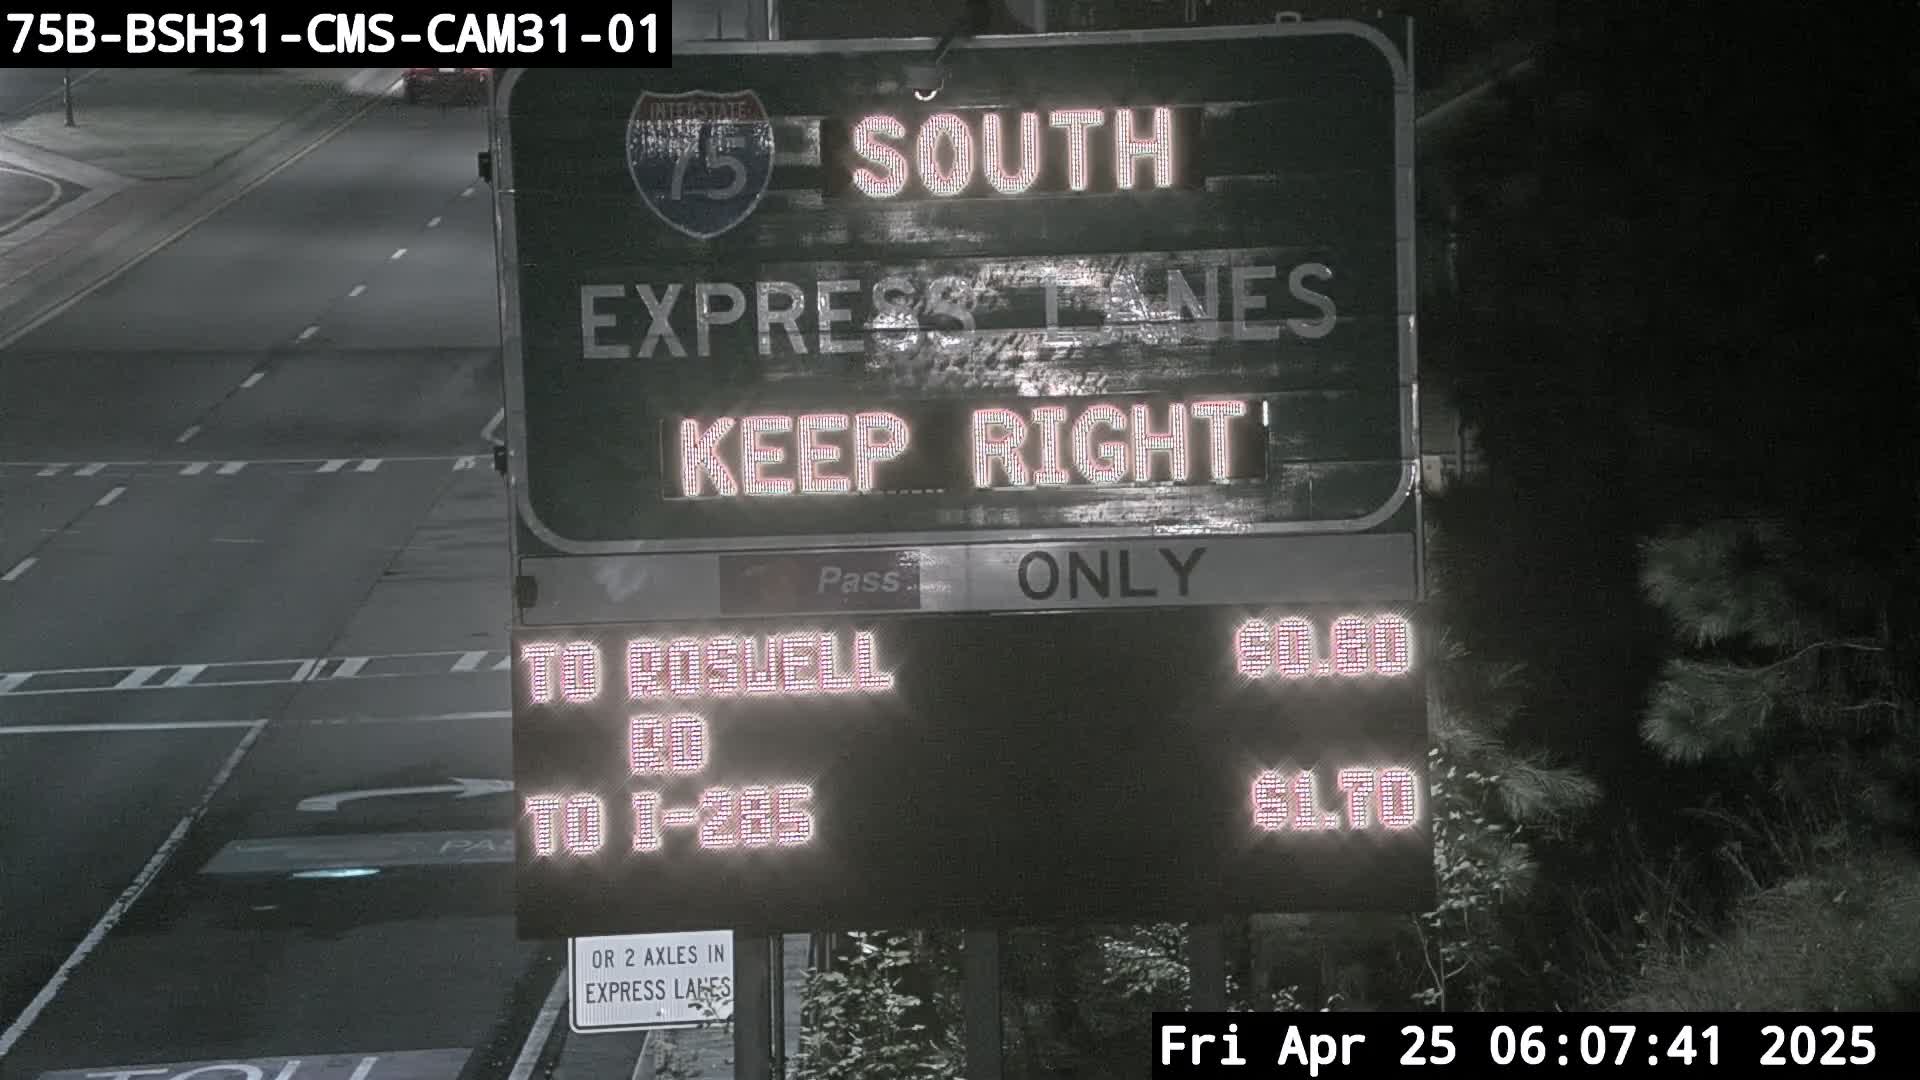 75B-BSH31-CMS-CAM31-01
INTERSTATE
75
SOUTH
EXPRESS LANES
KEEP RIGHT
Pass ONLY
TO ROSWELL $0.80
RD
TO I-285 $1.70
OR 2 AXLES IN
EXPRESS LANES
TOLL
Fri Apr 25 06:07:41 2025